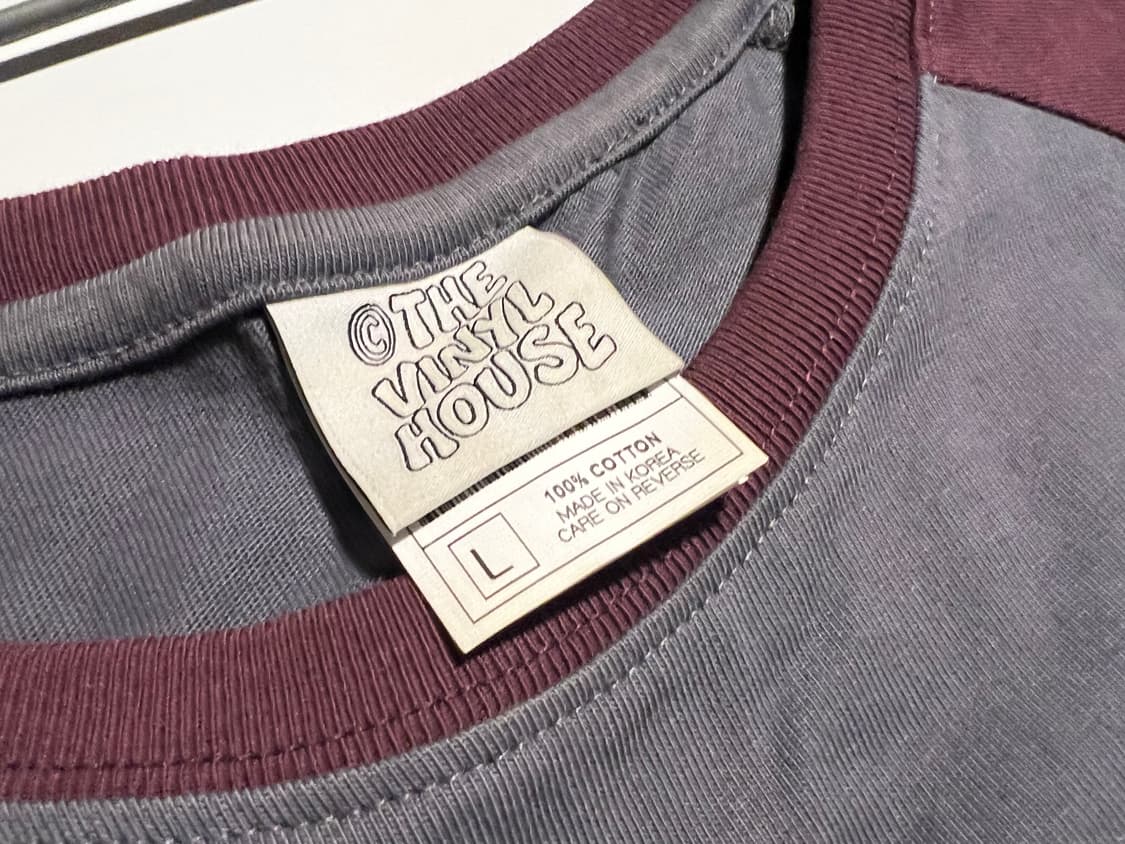 © THE
VINYL
HOUSE
100% COTTON
MADE IN KOREA
CARE ON REVERSE
L